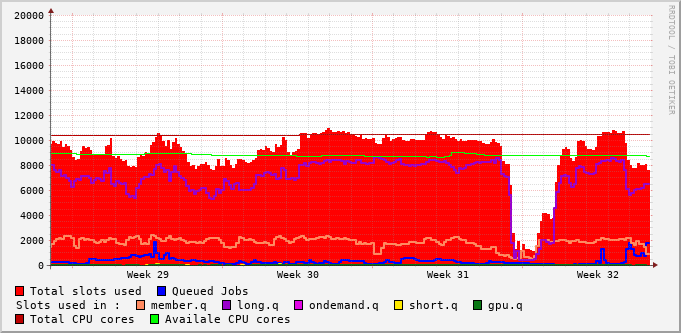 20000
18000
16000
14000
12000
10000
8000
6000
4000
2000
0
Week 29 Week 30 Week 31 Week 32
RRDTOOL / TOBI OETIKER
Total slots used Queued Jobs
Slots used in : member.q long.q ondemand.q short.q gpu.q
Total CPU cores Availale CPU cores